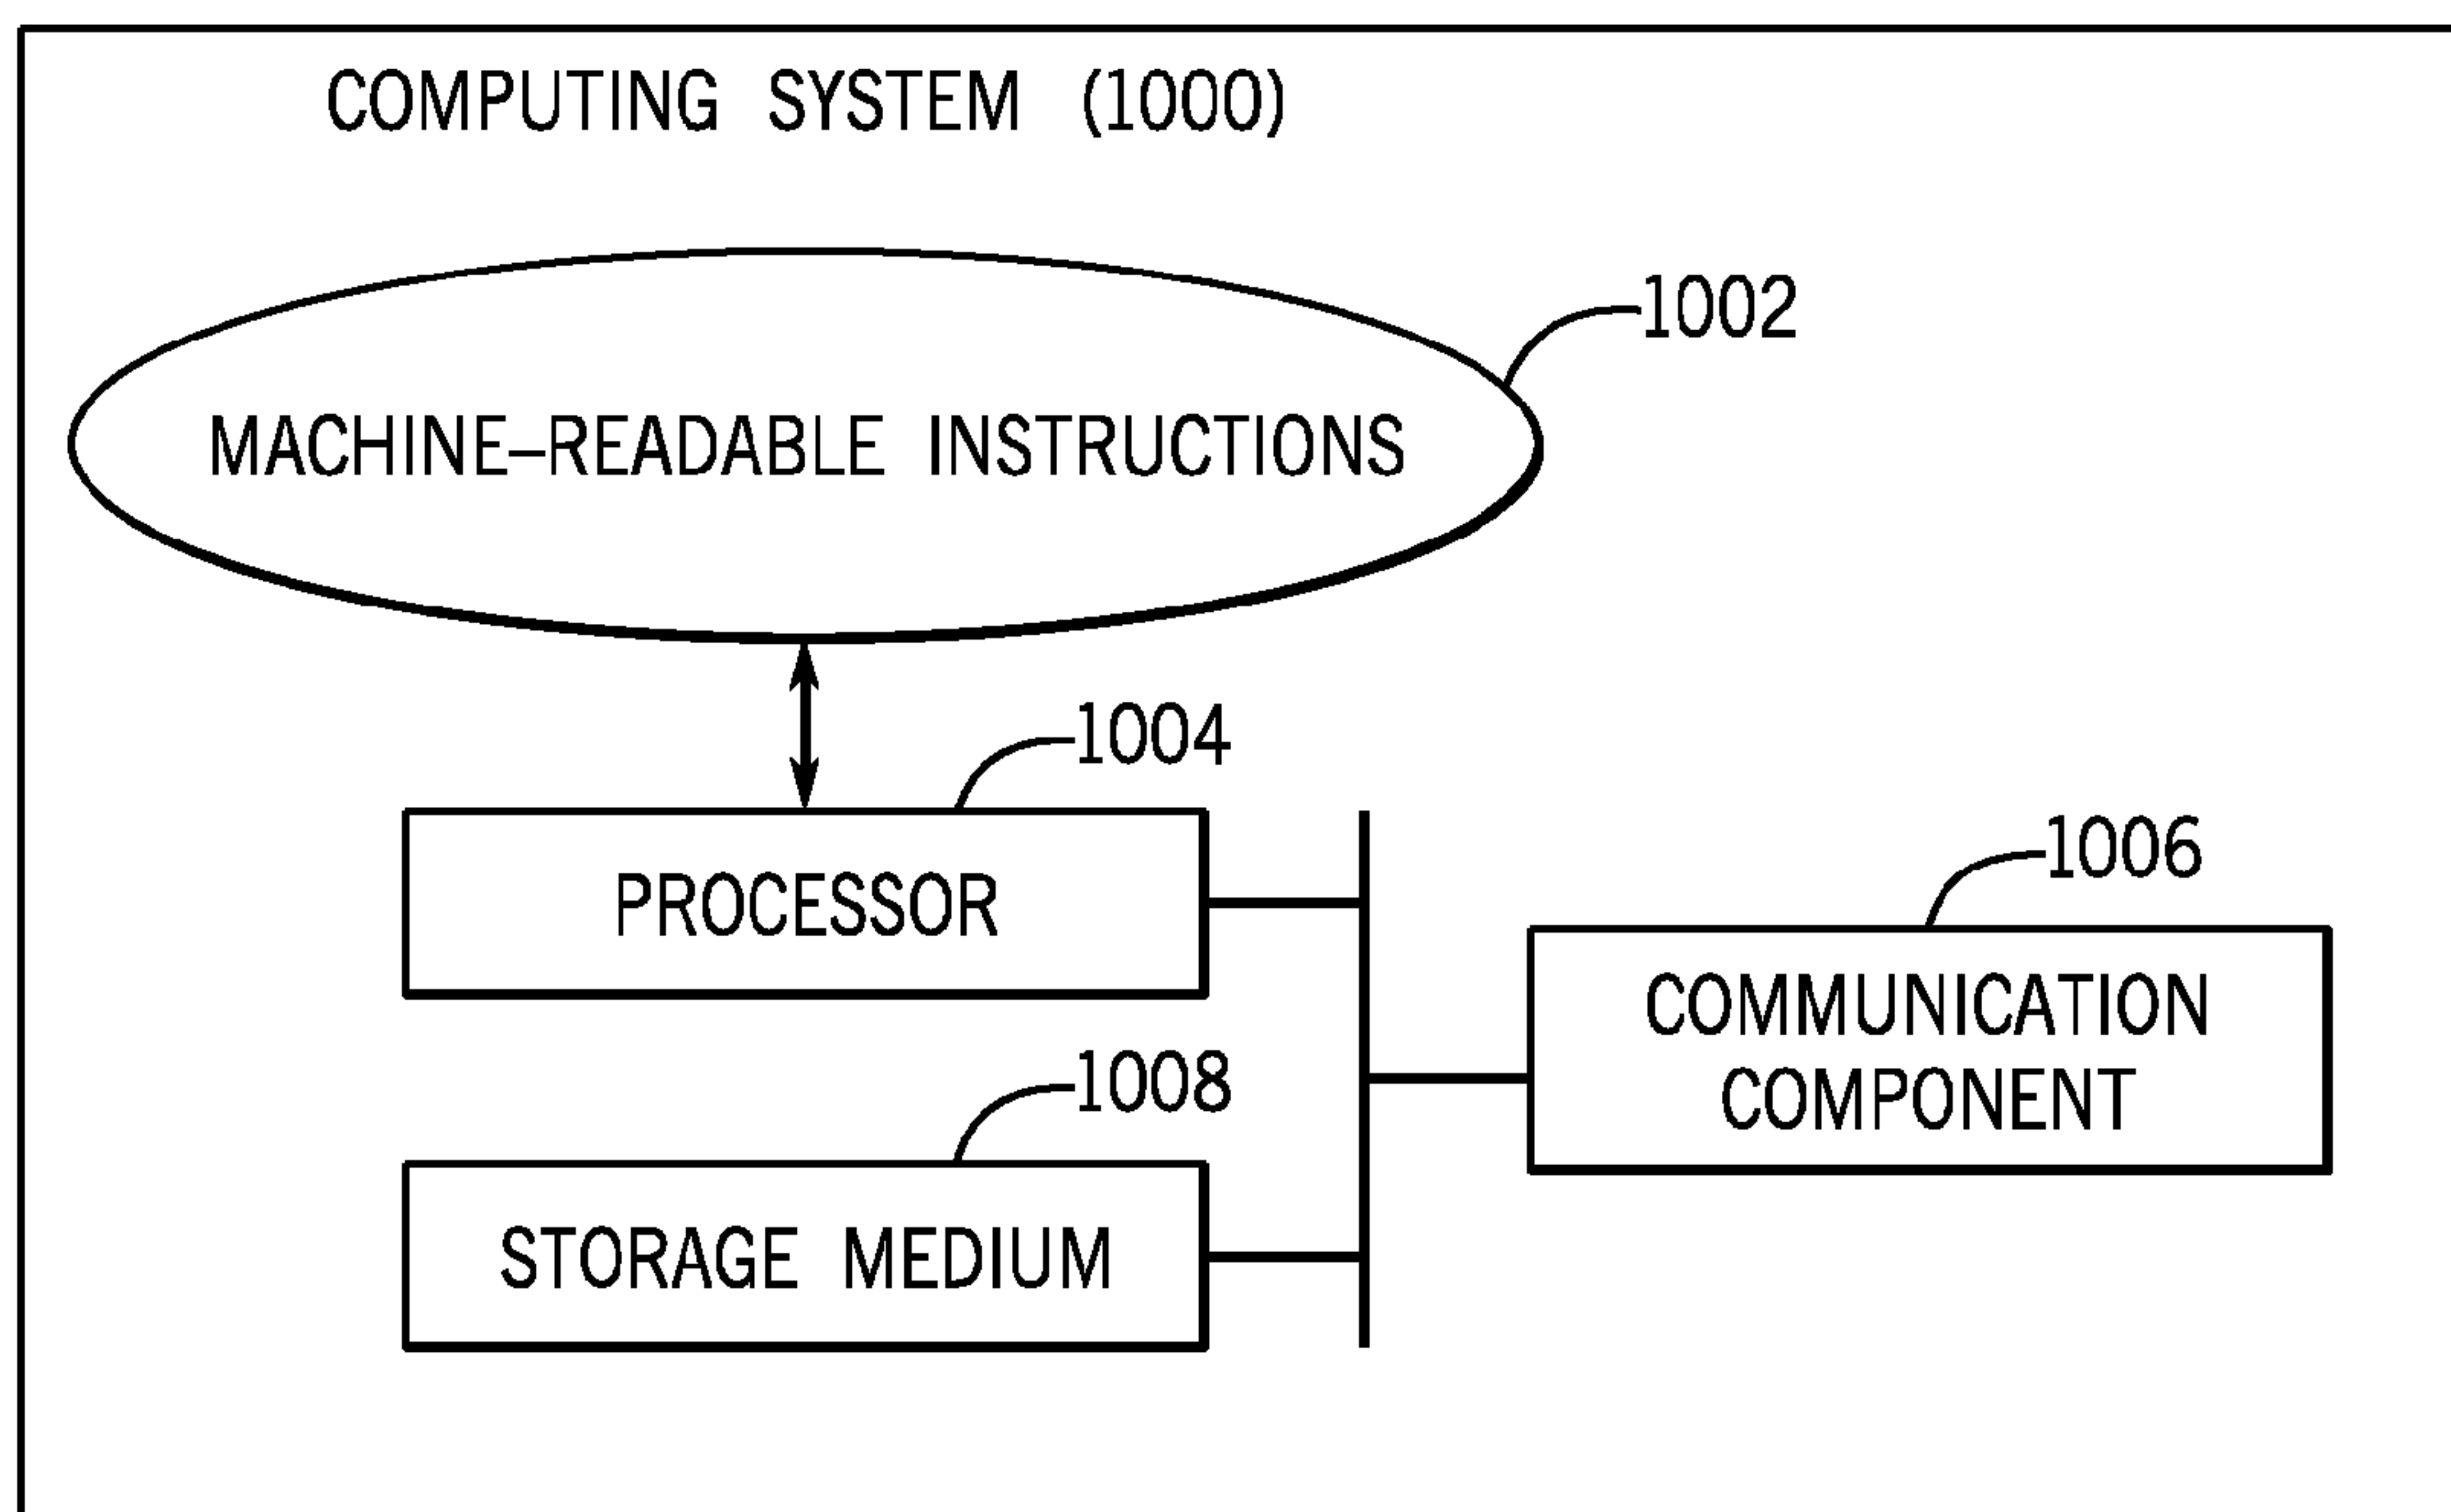 COMPUTING SYSTEM (1000)
1002
MACHINE–READABLE INSTRUCTIONS
1004
PROCESSOR
1006
COMMUNICATION
COMPONENT
1008
STORAGE MEDIUM